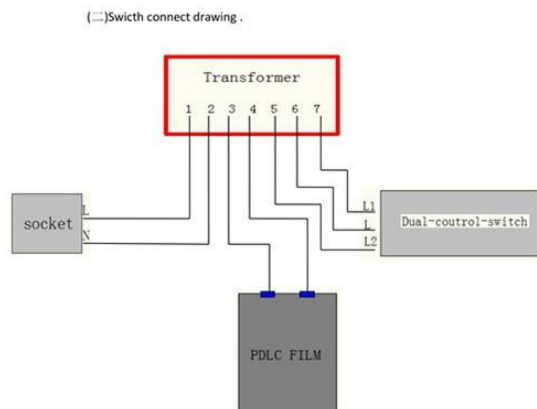 (二)Swicth connect drawing .
Transformer
1 2 3 4 5 6 7
socket
L
N
L1
L
L2
Dual-coutrol-switch
PDLC FILM